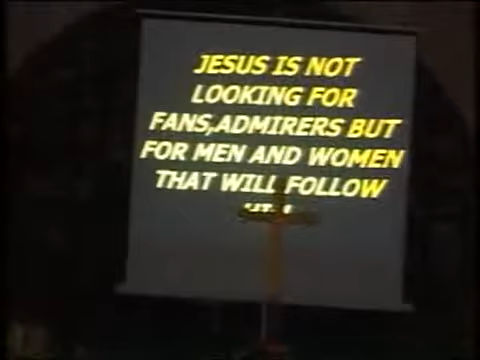 JESUS IS NOT
LOOKING FOR
FANS,ADMIRERS BUT
FOR MEN AND WOMEN
THAT WILL FOLLOW